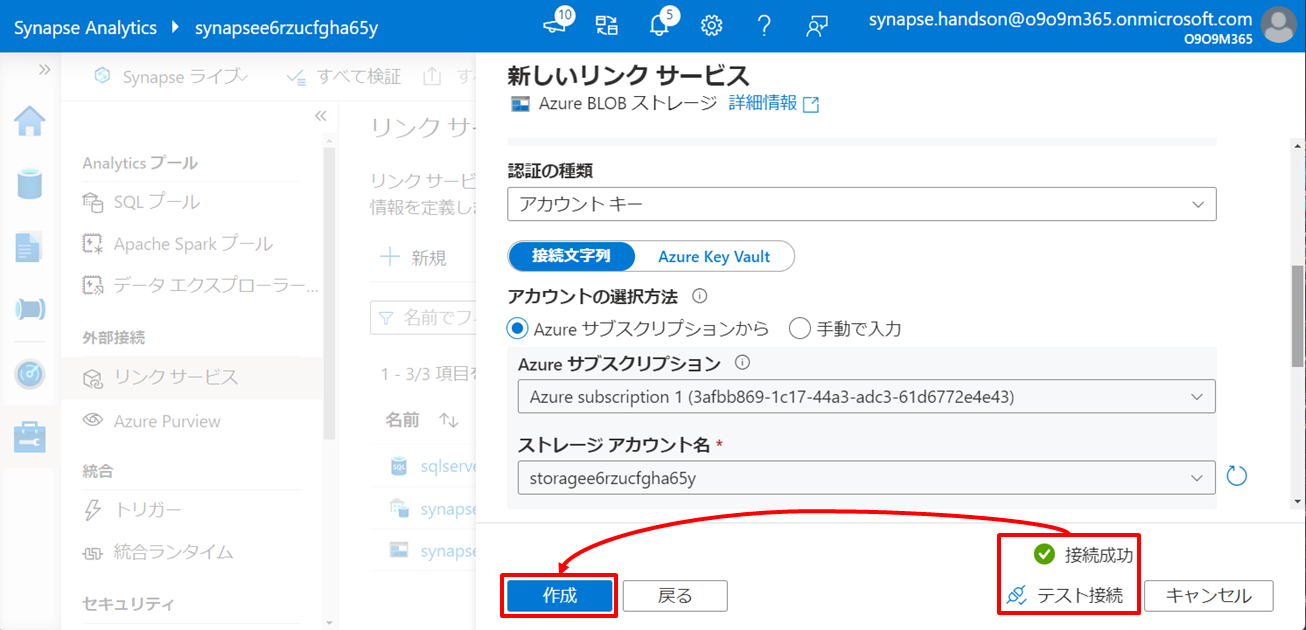 Synapse Analytics synapsee6rzucfgha65y
10
5
synapse.handson@o9o9m365.onmicrosoft.com
O9O9M365
Synapse ライブ
すべて検証
す
Analytics プール
SQL プール
Apache Spark プール
データ エクスプローラー...
外部接続
リンク サービス
Azure Purview
統合
トリガー
統合ランタイム
セキュリティ
リンク サー
リンク サービ
情報を定義しま
新規
名前でフ
1 - 3/3 項目を
名前
SQL
sqlserve
synapse
synapse
新しいリンク サービス
Azure BLOB ストレージ 詳細情報
認証の種類
アカウント キー
接続文字列 Azure Key Vault
アカウントの選択方法
Azure サブスクリプションから 手動で入力
Azure サブスクリプション
Azure subscription 1 (3afbb869-1c17-44a3-adc3-61d6772e4e43)
ストレージ アカウント名 *
storagee6rzucfgha65y
接続成功
作成 戻る テスト接続 キャンセル